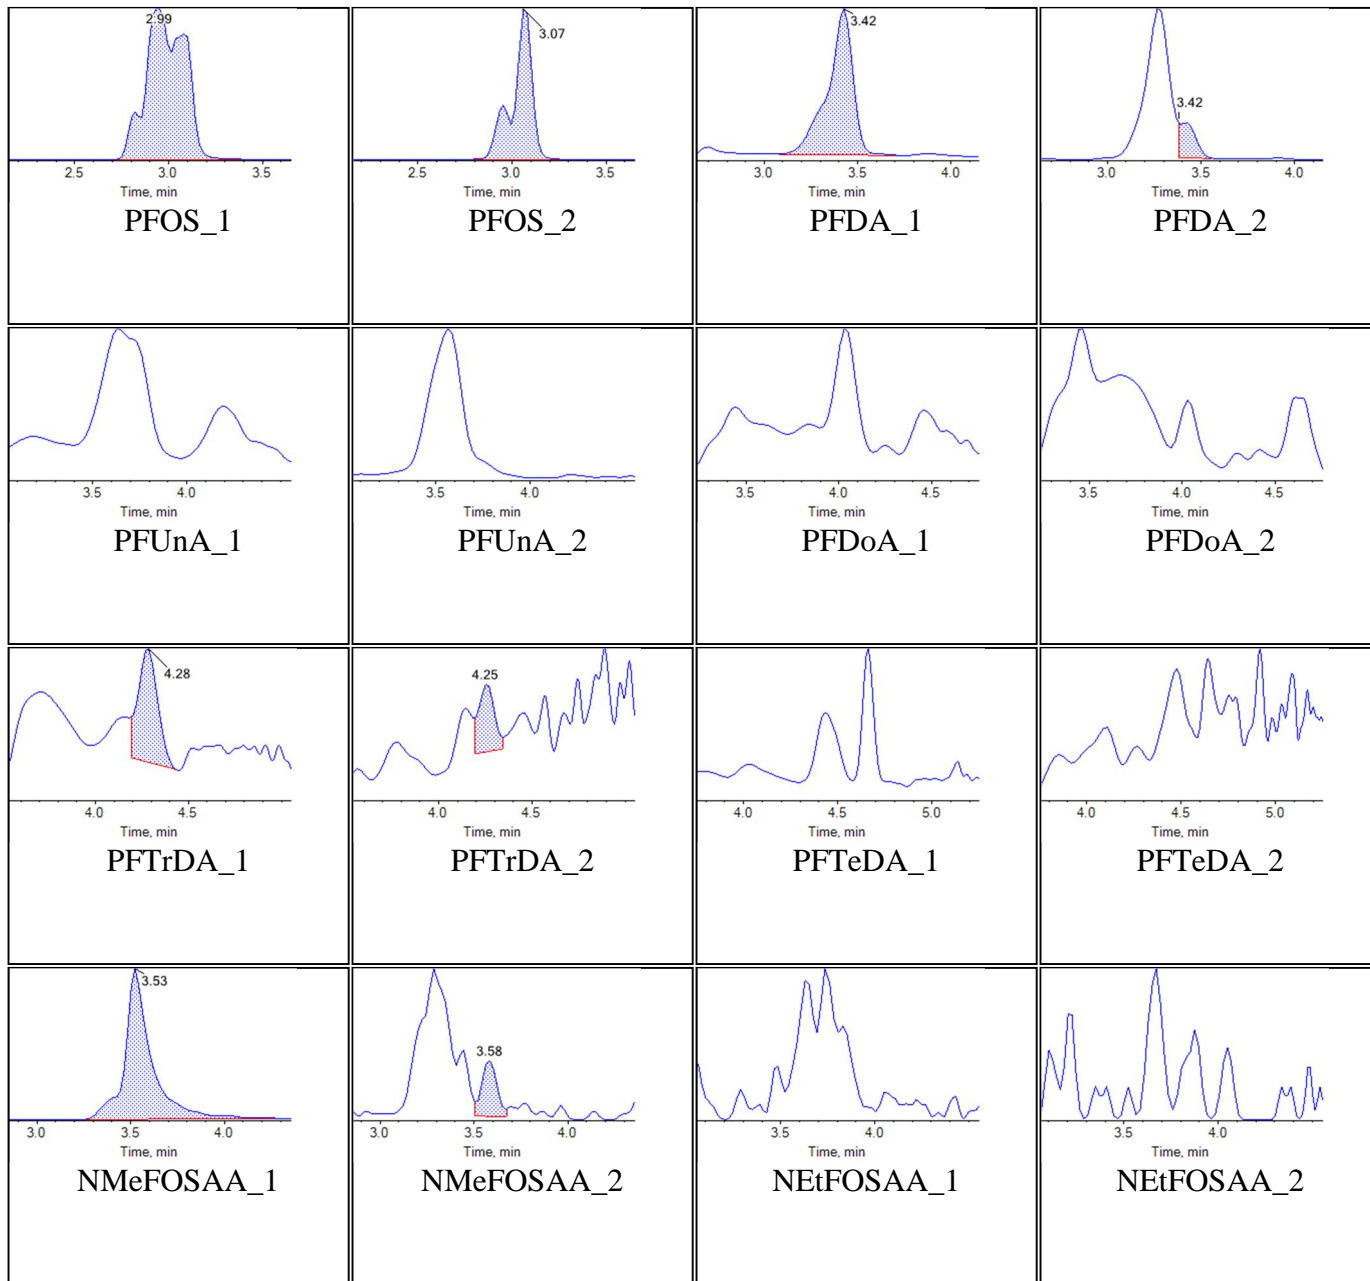 2.99
2.5 3.0 3.5
Time, min
PFOS_1
3.07
2.5 3.0 3.5
Time, min
PFOS_2
3.42
3.0 3.5 4.0
Time, min
PFDA_1
3.42
3.0 3.5 4.0
Time, min
PFDA_2
3.5 4.0
Time, min
PFUnA_1
3.5 4.0
Time, min
PFUnA_2
3.5 4.0 4.5
Time, min
PFDoA_1
3.5 4.0 4.5
Time, min
PFDoA_2
4.28
4.0 4.5
Time, min
PFTrDA_1
4.25
4.0 4.5
Time, min
PFTrDA_2
4.0 4.5 5.0
Time, min
PFTeDA_1
4.0 4.5 5.0
Time, min
PFTeDA_2
3.53
3.0 3.5 4.0
Time, min
NMeFOSAA_1
3.58
3.0 3.5 4.0
Time, min
NMeFOSAA_2
3.5 4.0
Time, min
NEtFOSAA_1
3.5 4.0
Time, min
NEtFOSAA_2